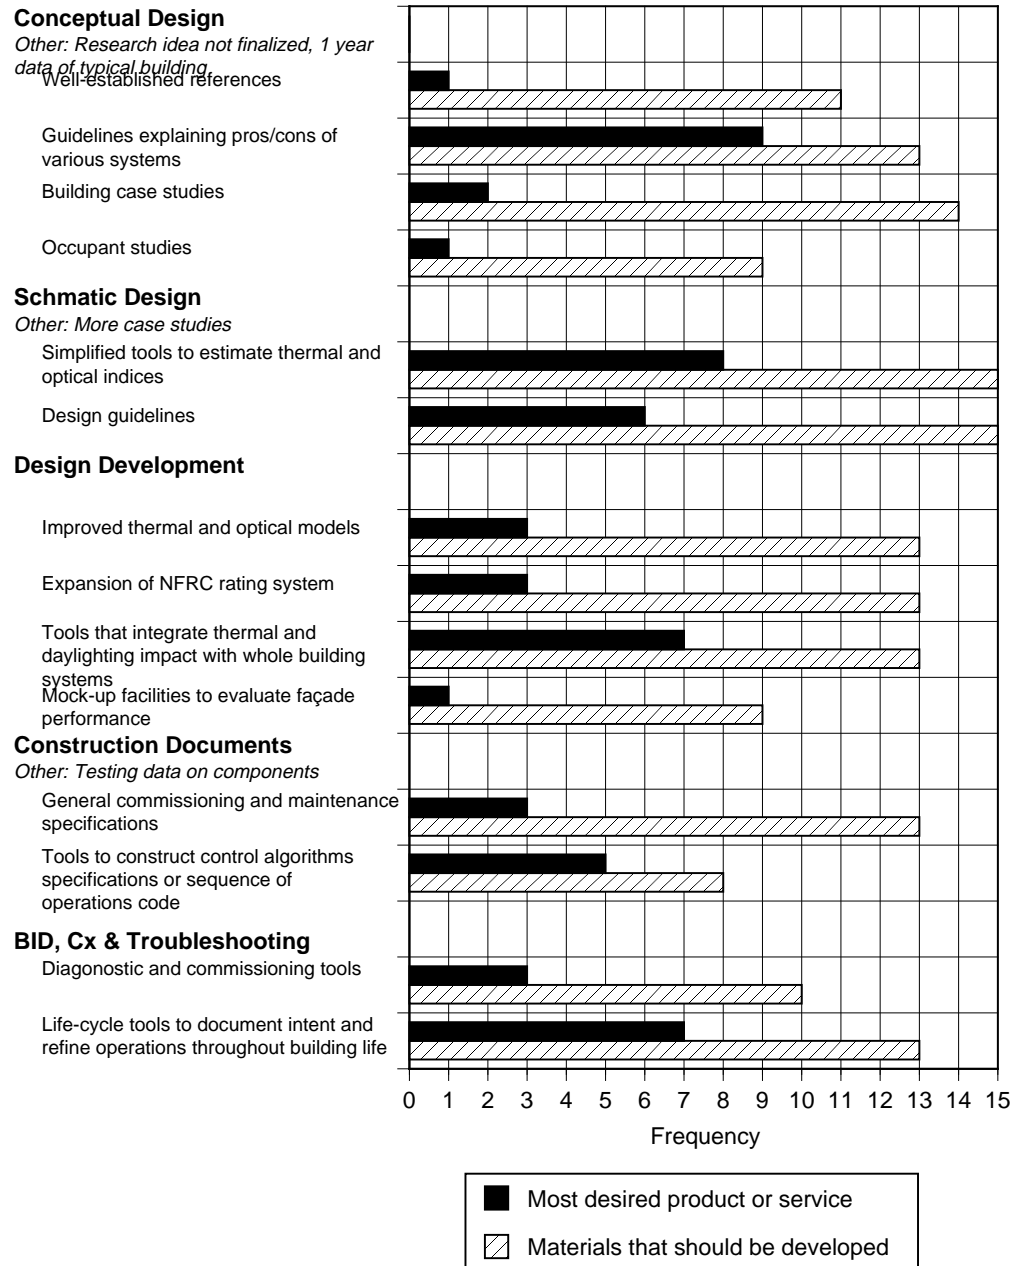 Conceptual Design
Other: Research idea not finalized, 1 year
data of typical building
Well-established references
Guidelines explaining pros/cons of
various systems
Building case studies
Occupant studies
Schmatic Design
Other: More case studies
Simplified tools to estimate thermal and
optical indices
Design guidelines
Design Development
Improved thermal and optical models
Expansion of NFRC rating system
Tools that integrate thermal and
daylighting impact with whole building
systems
Mock-up facilities to evaluate façade
performance
Construction Documents
Other: Testing data on components
General commissioning and maintenance
specifications
Tools to construct control algorithms
specifications or sequence of
operations code
BID, Cx & Troubleshooting
Diagonostic and commissioning tools
Life-cycle tools to document intent and
refine operations throughout building life
0 1 2 3 4 5 6 7 8 9 10 11 12 13 14 15
Frequency
Most desired product or service
Materials that should be developed